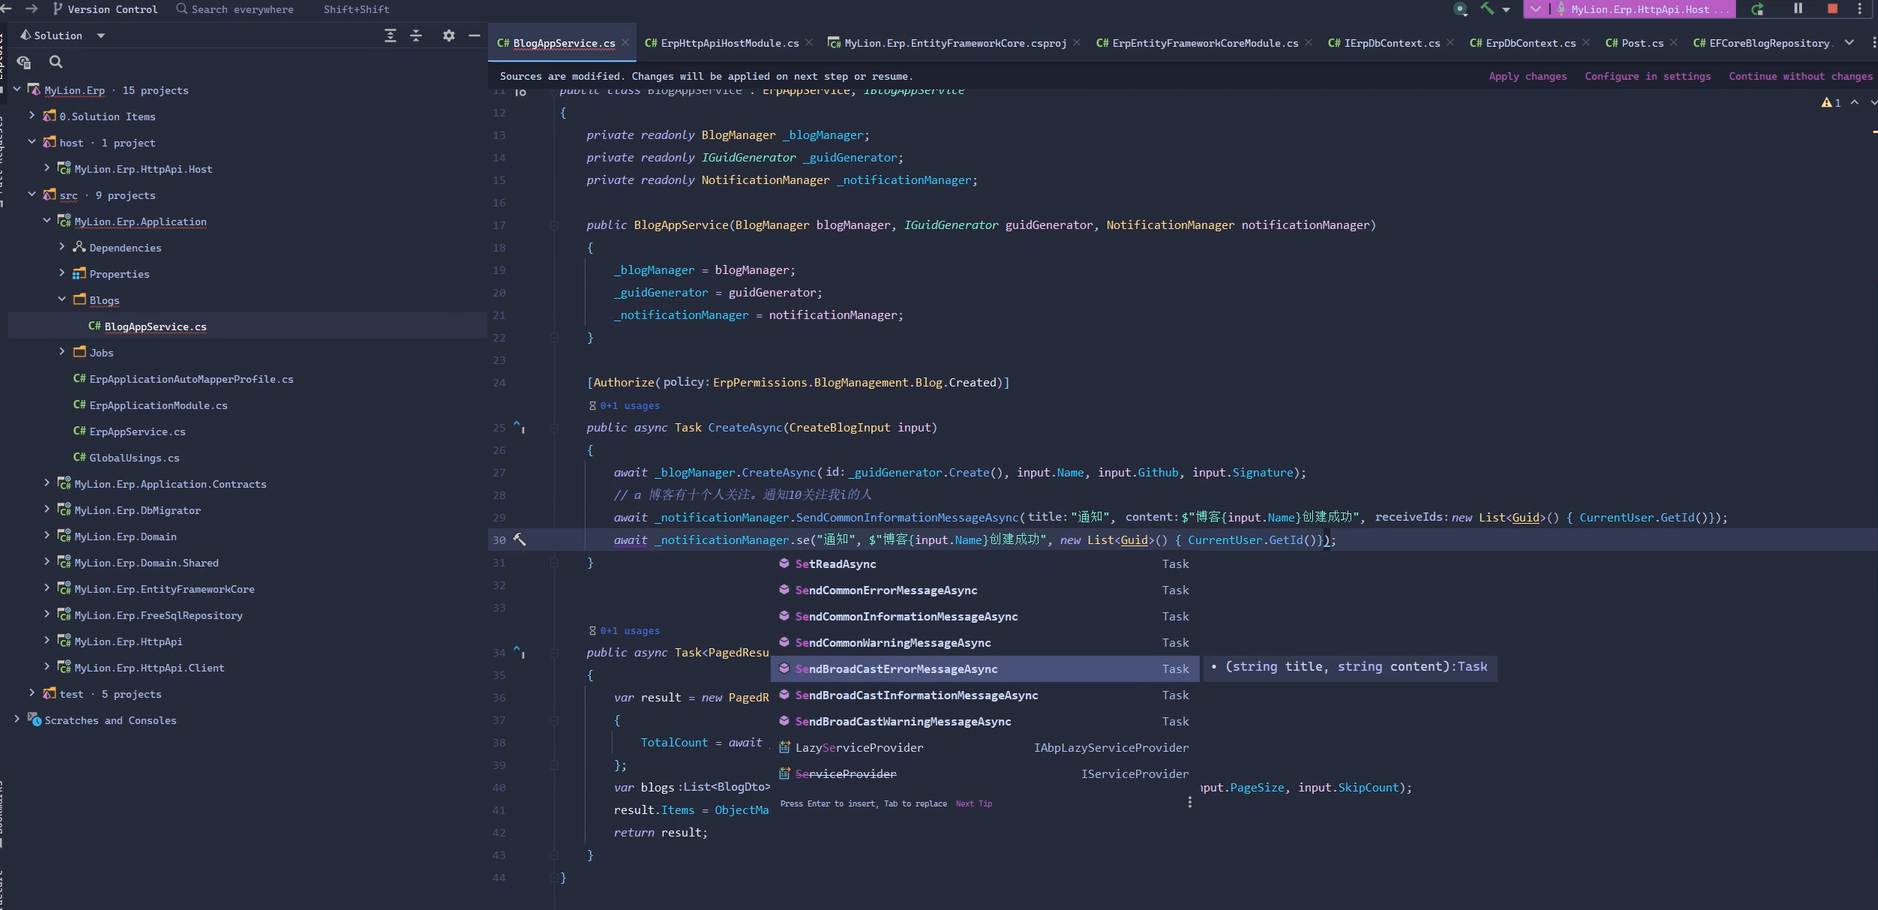 Version Control
Search everywhere
Shift+Shift
MyLion.Erp.HttpApi.Host ...
Solution
BlogAppService.cs
ErpHttpApiHostModule.cs
MyLion.Erp.EntityFrameworkCore.csproj
ErpEntityFrameworkCoreModule.cs
IErpDbContext.cs
ErpDbContext.cs
Post.cs
EFCoreBlogRepository.
Sources are modified. Changes will be applied on next step or resume.
Apply changes
Configure in settings
Continue without changes
MyLion.Erp · 15 projects
0.Solution Items
host · 1 project
MyLion.Erp.HttpApi.Host
src · 9 projects
MyLion.Erp.Application
Dependencies
Properties
Blogs
C# BlogAppService.cs
Jobs
C# ErpApplicationAutoMapperProfile.cs
C# ErpApplicationModule.cs
C# ErpAppService.cs
C# GlobalUsings.cs
MyLion.Erp.Application.Contracts
MyLion.Erp.DbMigrator
MyLion.Erp.Domain
MyLion.Erp.Domain.Shared
MyLion.Erp.EntityFrameworkCore
MyLion.Erp.FreeSqlRepository
MyLion.Erp.HttpApi
MyLion.Erp.HttpApi.Client
test · 5 projects
Scratches and Consoles
1
11 public class BlogAppService : ErpAppService, IBlogAppService
12 {
13 private readonly BlogManager _blogManager;
14 private readonly IGuidGenerator _guidGenerator;
15 private readonly NotificationManager _notificationManager;
16
17 public BlogAppService(BlogManager blogManager, IGuidGenerator guidGenerator, NotificationManager notificationManager)
18 {
19 _blogManager = blogManager;
20 _guidGenerator = guidGenerator;
21 _notificationManager = notificationManager;
22 }
23
24 [Authorize(policy:ErpPermissions.BlogManagement.Blog.Created)]
0+1 usages
25 public async Task CreateAsync(CreateBlogInput input)
26 {
27 await _blogManager.CreateAsync(id:_guidGenerator.Create(), input.Name, input.Github, input.Signature);
28 // a 博客有十个人关注。通知10关注我i的人
29 await _notificationManager.SendCommonInformationMessageAsync(title:"通知", content:$"博客{input.Name}创建成功", receiveIds:new List<Guid>() { CurrentUser.GetId()});
30 await _notificationManager.se("通知", $"博客{input.Name}创建成功", new List<Guid>() { CurrentUser.GetId()});
31 }
32
33
SetReadAsync Task
SendCommonErrorMessageAsync Task
SendCommonInformationMessageAsync Task
SendCommonWarningMessageAsync Task
SendBroadCastErrorMessageAsync Task
• (string title, string content):Task
SendBroadCastInformationMessageAsync Task
SendBroadCastWarningMessageAsync Task
LazyServiceProvider IAbpLazyServiceProvider
ServiceProvider IServiceProvider
Press Enter to insert, Tab to replace Next Tip
0+1 usages
34 public async Task<PagedResu
35 {
36 var result = new PagedR
37 {
38 TotalCount = await
39 };
40 var blogs:List<BlogDto> nput.PageSize, input.SkipCount);
41 result.Items = ObjectMa
42 return result;
43 }
44 }